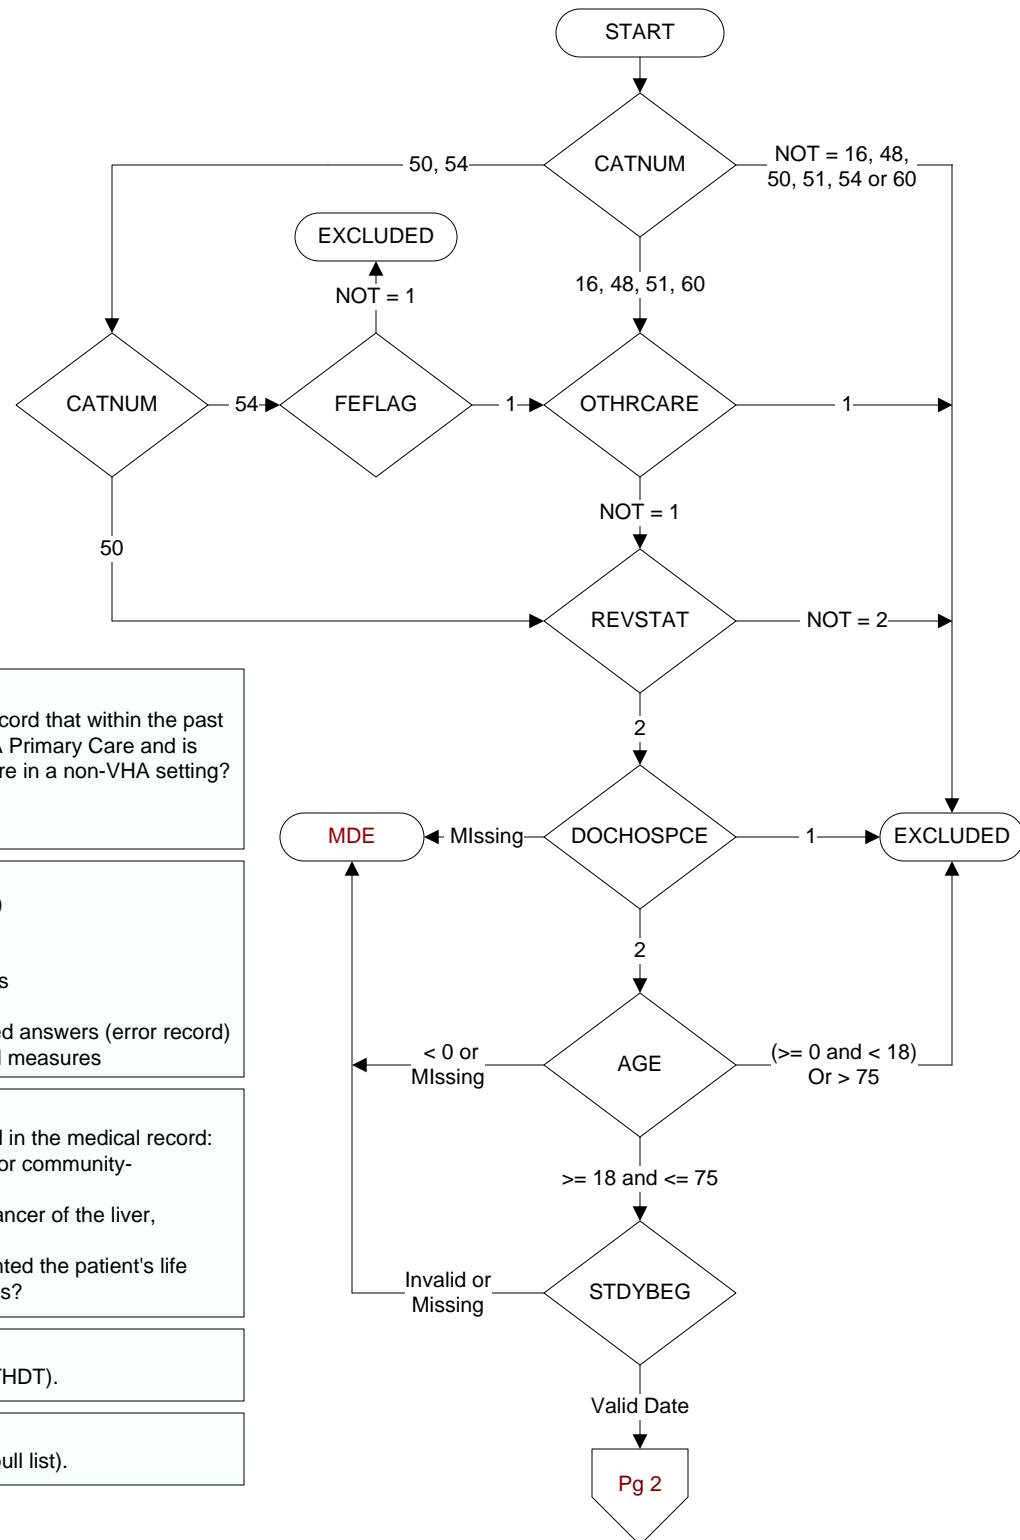 START
CATNUM
50, 54
NOT = 16, 48,
50, 51, 54 or 60
EXCLUDED
NOT = 1
16, 48, 51, 60
CATNUM
54
FEFLAG
1
OTHRCARE
1
NOT = 1
50
REVSTAT
NOT = 2
2
MDE
MIssing
DOCHOSPCE
1
EXCLUDED
2
< 0 or
MIssing
AGE
(>= 0 and < 18)
Or > 75
>= 18 and <= 75
Invalid or
Missing
STDYBEG
Valid Date
Pg 2
cord that within the past
A Primary Care and is
re in a non-VHA setting?
)
s
ed answers (error record)
l measures
d in the medical record:
or community-
ancer of the liver,
nted the patient's life
s?
THDT).
pull list).